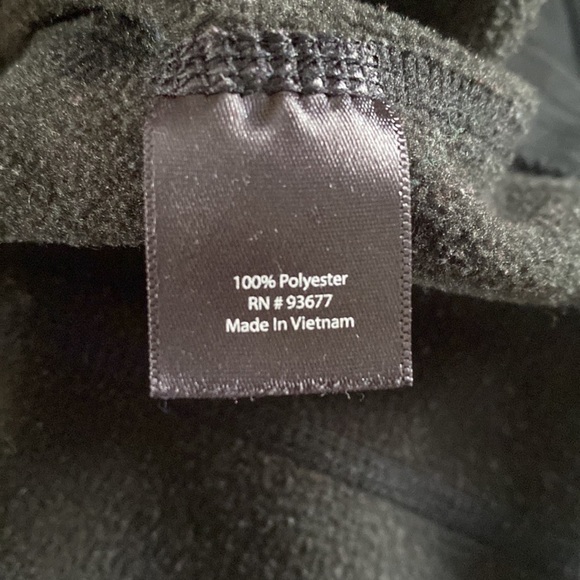 100% Polyester
RN # 93677
Made In Vietnam